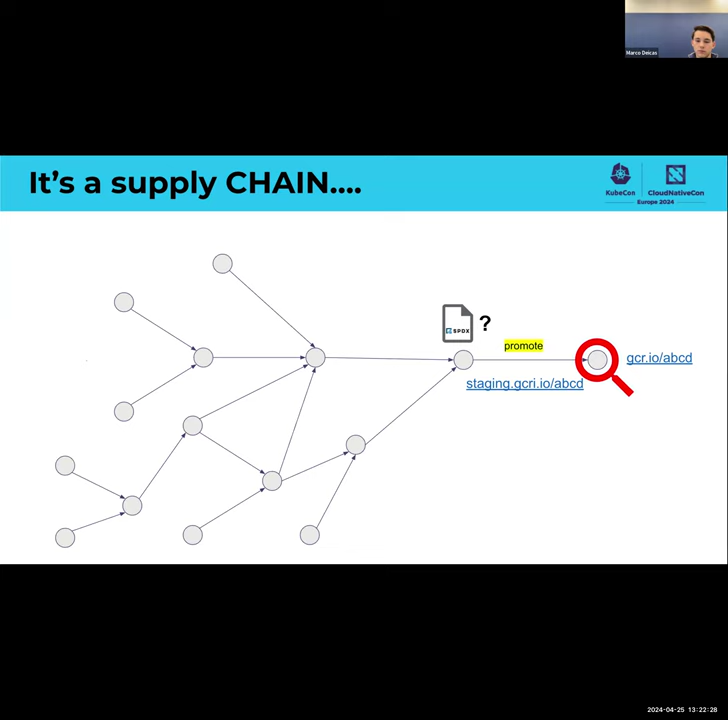 Marco Deicas
It's a supply CHAIN....
KubeCon
CloudNativeCon
Europe 2024
SPDX
?
promote
gcr.io/abcd
staging.gcri.io/abcd
2024-04-25 13:22:28